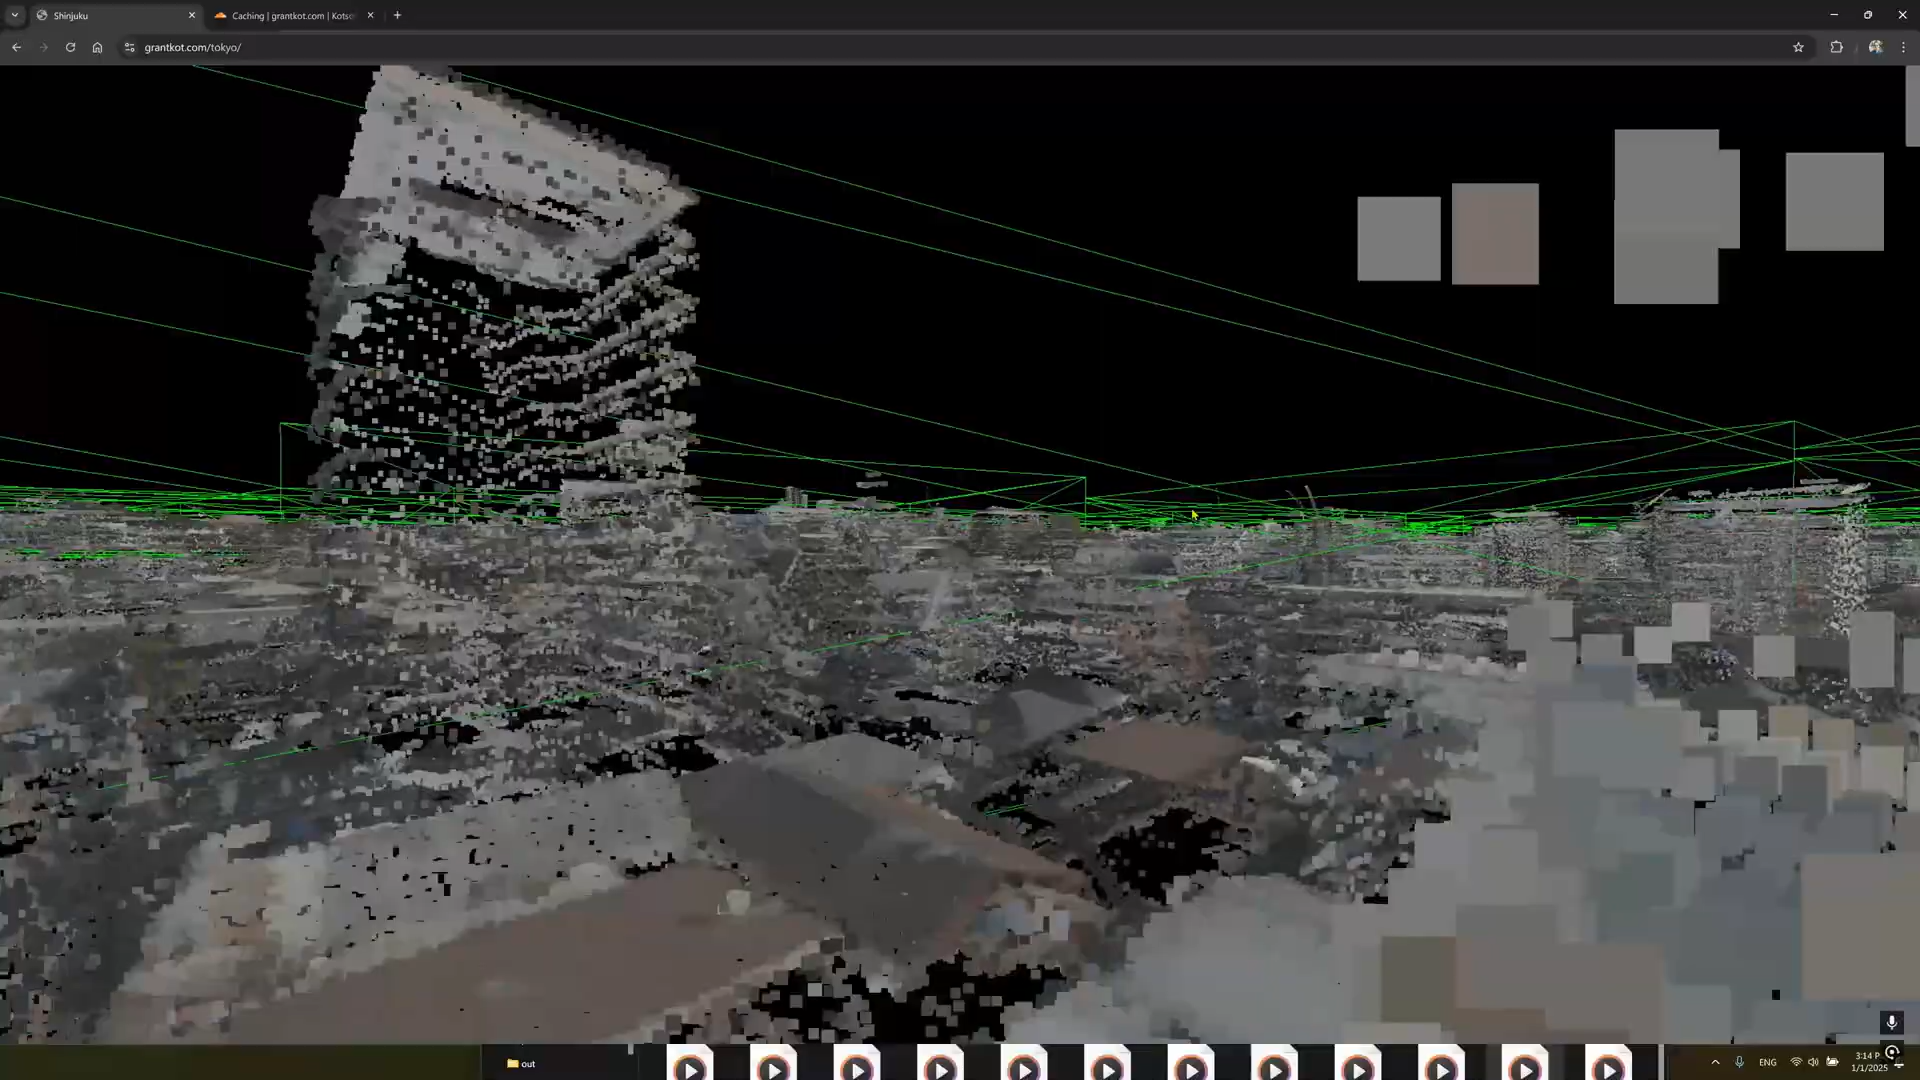 Shinjuku
Caching | grantkot.com | Kotso
grantkot.com/tokyo/
out
ENG
3:14 P
1/1/2025